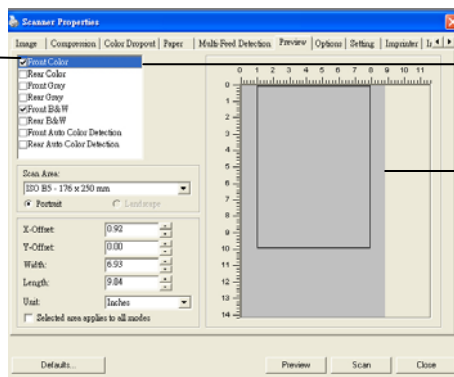 Scanner Properties
Image Compression Color Dropout Paper Multi-Feed Detection Preview Options Setting Imprinter
Front Color
Rear Color
Front Gray
Rear Gray
Front B&W
Rear B&W
Front Auto Color Detection
Rear Auto Color Detection
0 1 2 3 4 5 6 7 8 9 10 11
0
1
2
3
4
5
6
7
8
9
10
11
12
13
14
Scan Area:
ISO B5 - 176 x 250 mm
Portrait Landscape
X-Offset: 0.92
Y-Offset: 0.00
Width: 6.93
Length: 9.84
Unit: Inches
Selected area applies to all modes
Defaults... Preview Scan Close